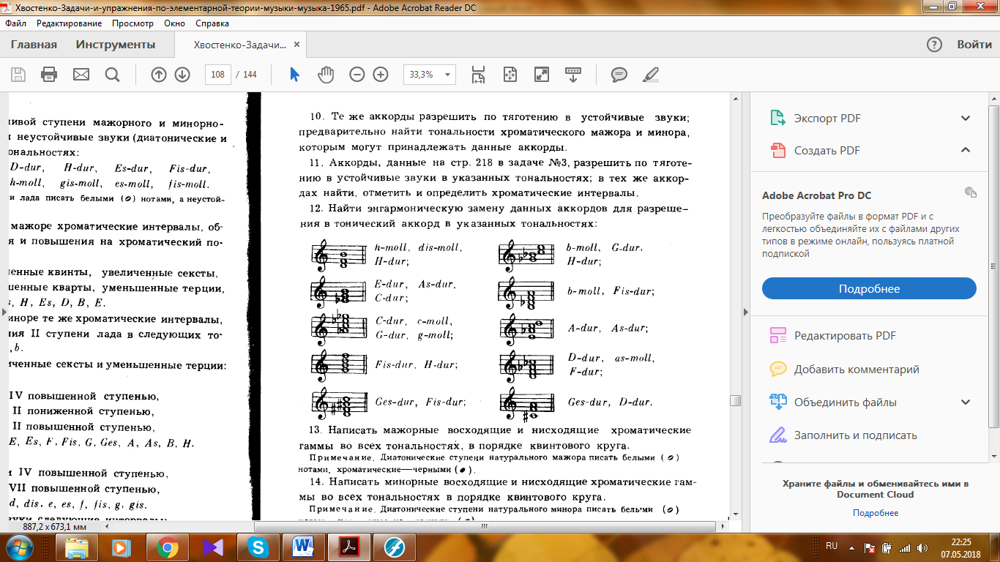 Хвостенко-Задачи-и-упражнения-по-элементарной-теории-музыки-музыка-1965.pdf - Adobe Acrobat Reader DC
Файл Редактирование Просмотр Окно Справка
Главная Инструменты Хвостенко-Задачи... × Войти
108 / 144 33,3%
ливой ступени мажорного и минорно-
неустойчивые звуки (диатонические и
ональностях:
D-dur, H-dur, Es-dur, Fis-dur,
h-moll, gis-moll, es-moll, fis-moll.
и лада писать белыми ( ) нотами, а неустой-
мажоре хроматические интервалы, об-
я и повышения на хроматический по-
ленные квинты, увеличенные сексты,
шенные кварты, уменьшенные терции,
s, H, Es, D, B, E.
миноре те же хроматические интервалы,
ния II ступени лада в следующих то-
, b.
иченные сексты и уменьшенные терции:
IV повышенной ступенью,
II пониженной ступенью,
II повышенной ступенью,
E, Es, F, Fis, G, Ges, A, As, B, H.
и IV повышенной ступенью,
VII повышенной ступенью,
d, dis, e, es, f, fis, g, gis.
10. Те же аккорды разрешить по тяготению в устойчивые звуки;
предварительно найти тональности хроматического мажора и минора,
которым могут принадлежать данные аккорды.
11. Аккорды, данные на стр. 218 в задаче №3, разрешить по тяготе-
нию в устойчивые звуки в указанных тональностях; в тех же аккор-
дах найти, отметить и определить хроматические интервалы.
12. Найти энгармоническую замену данных аккордов для разреше-
ния в тонический аккорд в указанных тональностях:
h-moll, dis-moll,
H-dur;
b-moll, G-dur,
H-dur;
E-dur, As-dur,
C-dur;
b-moll, Fis-dur;
C-dur, c-moll,
G-dur, g-moll;
A-dur, As-dur;
Fis-dur, H-dur;
D-dur, as-moll,
F-dur;
Ges-dur, Fis-dur;
Ges-dur, D-dur.
13. Написать мажорные восходящие и нисходящие хроматические
гаммы во всех тональностях, в порядке квинтового круга.
Примечание. Диатонические ступени натурального мажора писать белыми ( )
нотами, хроматические—черными ( ).
14. Написать минорные восходящие и нисходящие хроматические гам-
мы во всех тональностях в порядке квинтового круга.
Примечание. Диатонические ступени натурального минора писать белыми ( )
Экспорт PDF
Создать PDF
Adobe Acrobat Pro DC
Преобразуйте файлы в формат PDF и с
легкостью объединяйте их с файлами других
типов в режиме онлайн, пользуясь платной
подпиской
Подробнее
Редактировать PDF
Добавить комментарий
Объединить файлы
Заполнить и подписать
Храните файлы и обменивайтесь ими в
Document Cloud
Подробнее
887,2 x 673,1 мм
RU
22:25
07.05.2018